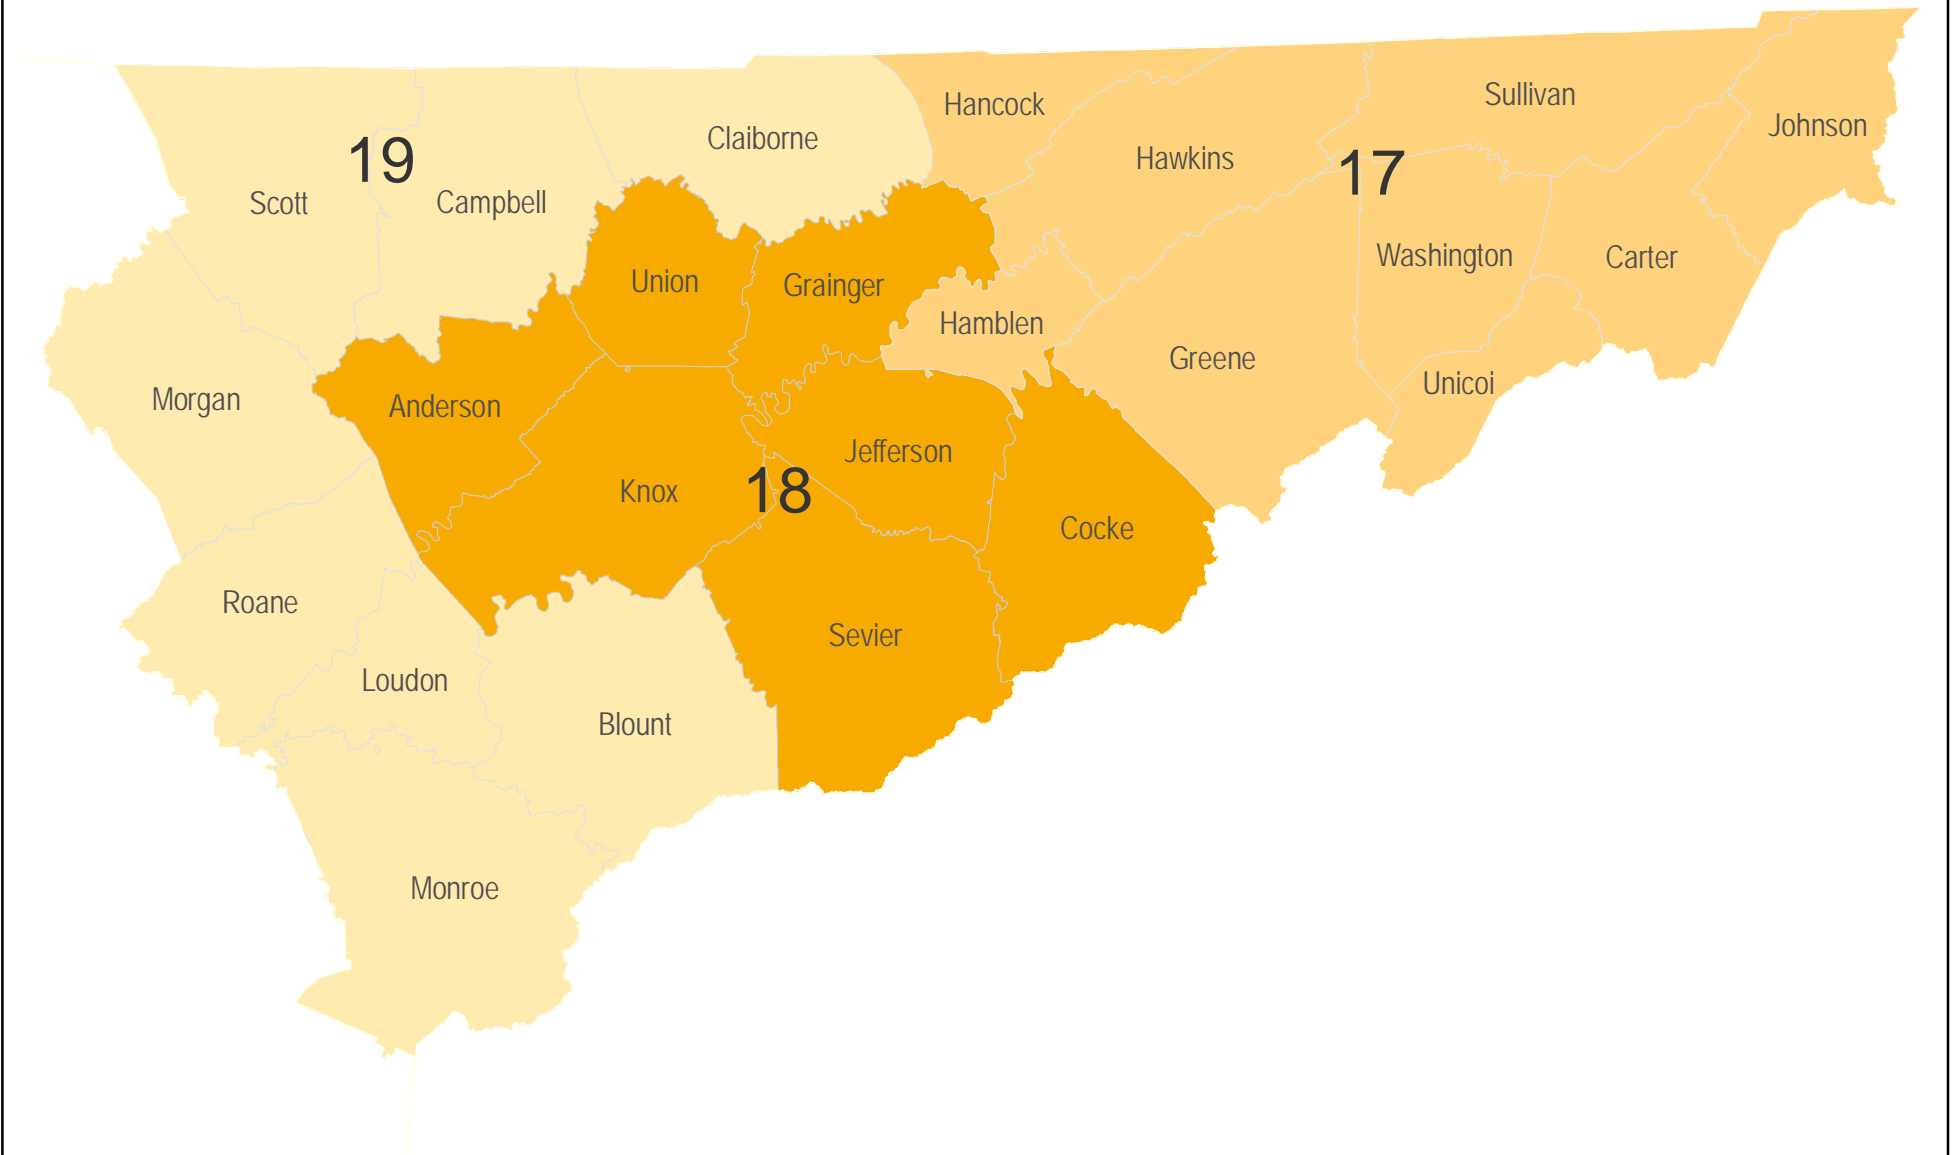 Sullivan
Hancock
Johnson
Claiborne
Hawkins
19
17
Scott
Campbell
Washington
Carter
Union
Grainger
Hamblen
Greene
Unicoi
Morgan
Anderson
Jefferson
Knox
18
Cocke
Roane
Sevier
Loudon
Blount
Monroe